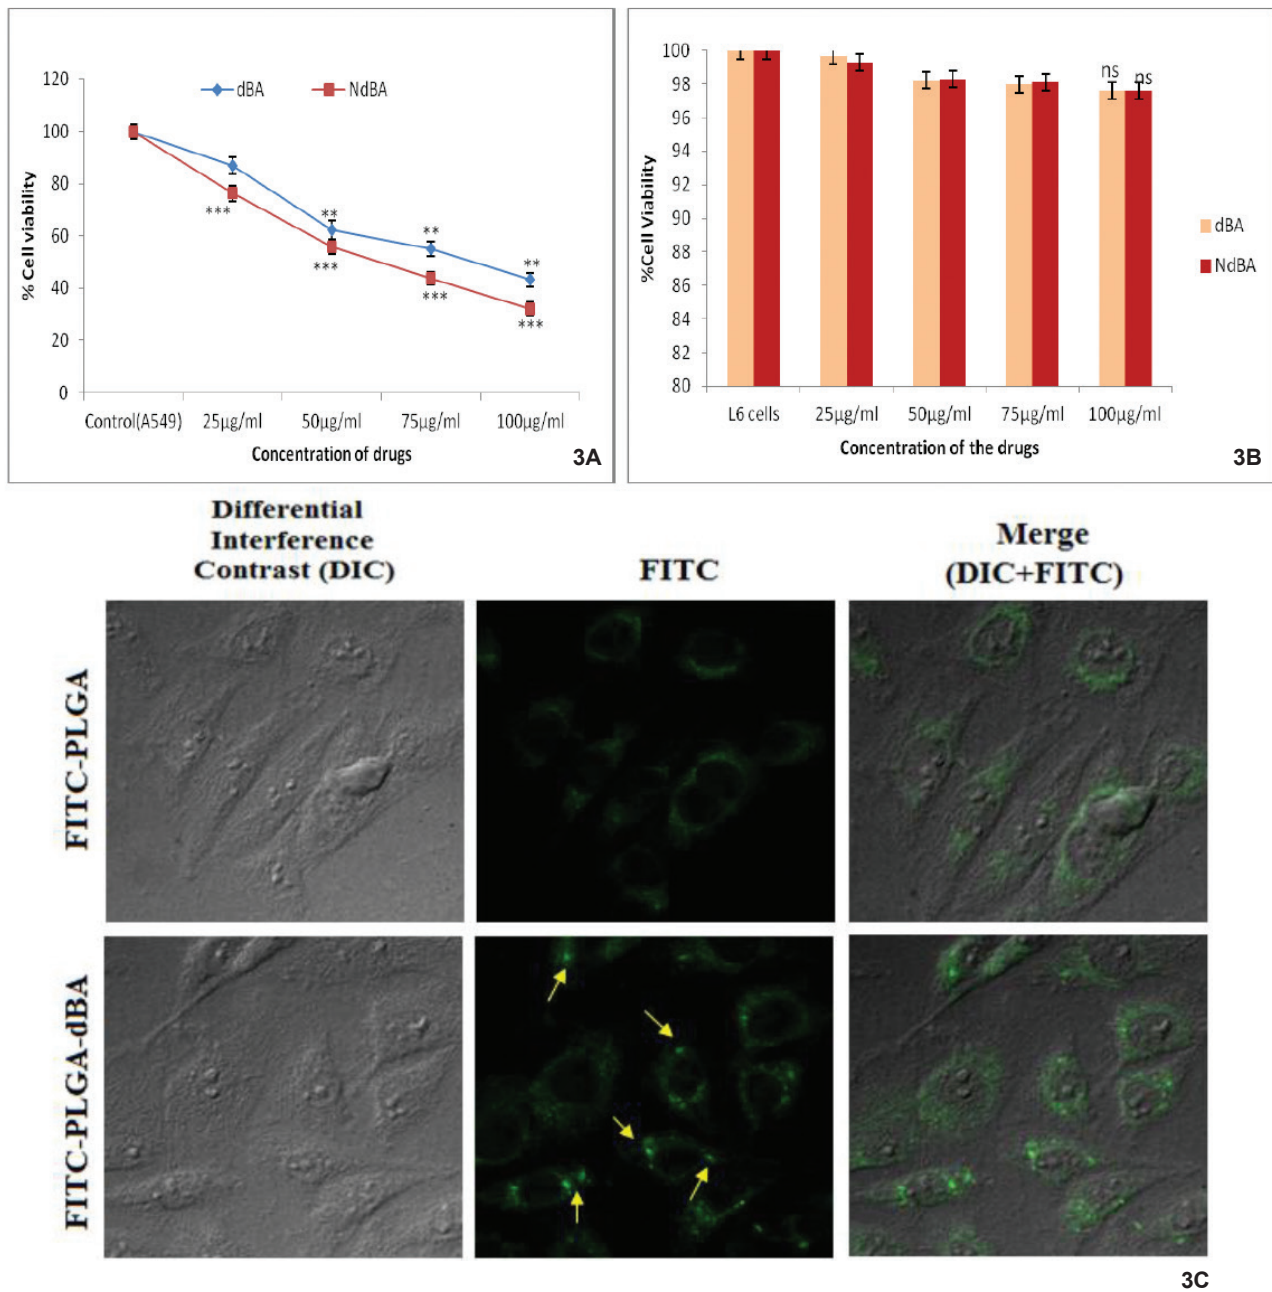 120
100
80
60
40
20
0
% Cell viability
dBA
NdBA
***
**
***
**
***
**
***
Control(A549)
25µg/ml
50µg/ml
75µg/ml
100µg/ml
Concentration of drugs
3A
100
98
96
94
92
90
88
86
84
82
80
%Cell Viability
ns
ns
dBA
NdBA
L6 cells
25µg/ml
50µg/ml
75µg/ml
100µg/ml
Concentration of the drugs
3B
Differential
Interference
Contrast (DIC)
FITC
Merge
(DIC+FITC)
FITC-PLGA
FITC-PLGA-dBA
3C